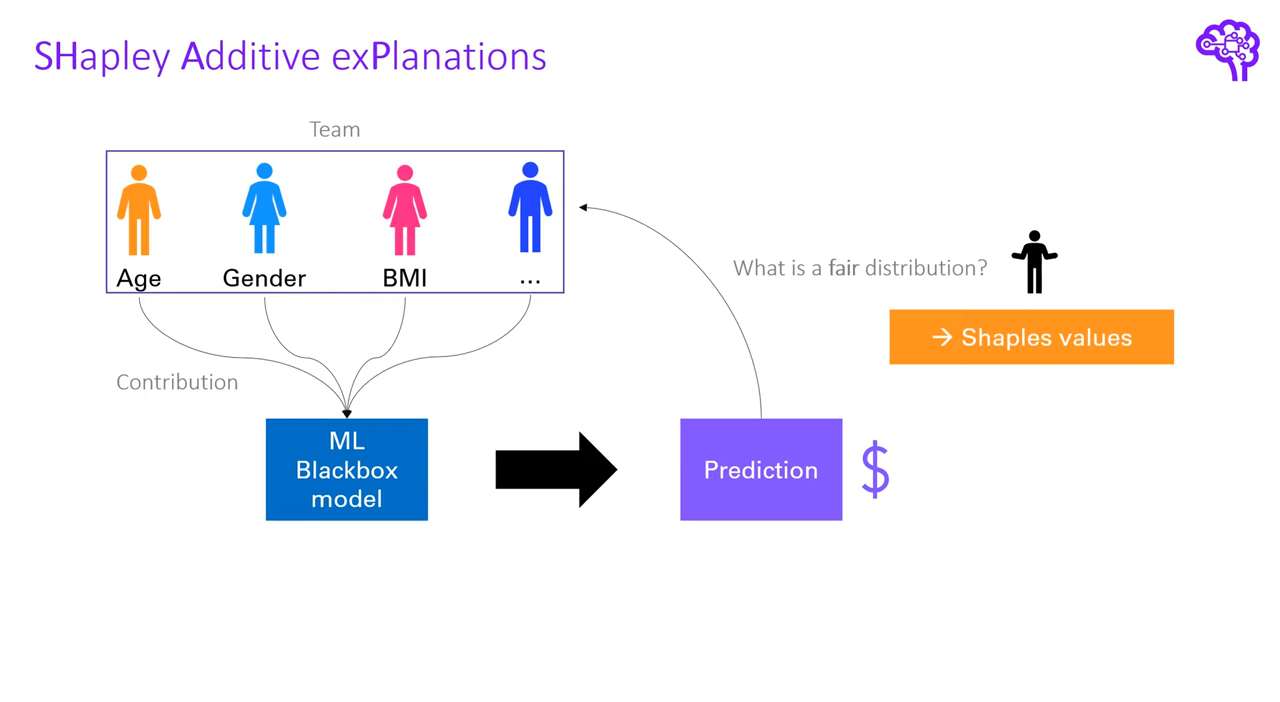 SHapley Additive exPlanations
Team
Age Gender BMI ...
What is a fair distribution?
→ Shaples values
Contribution
ML
Blackbox
model
Prediction
$